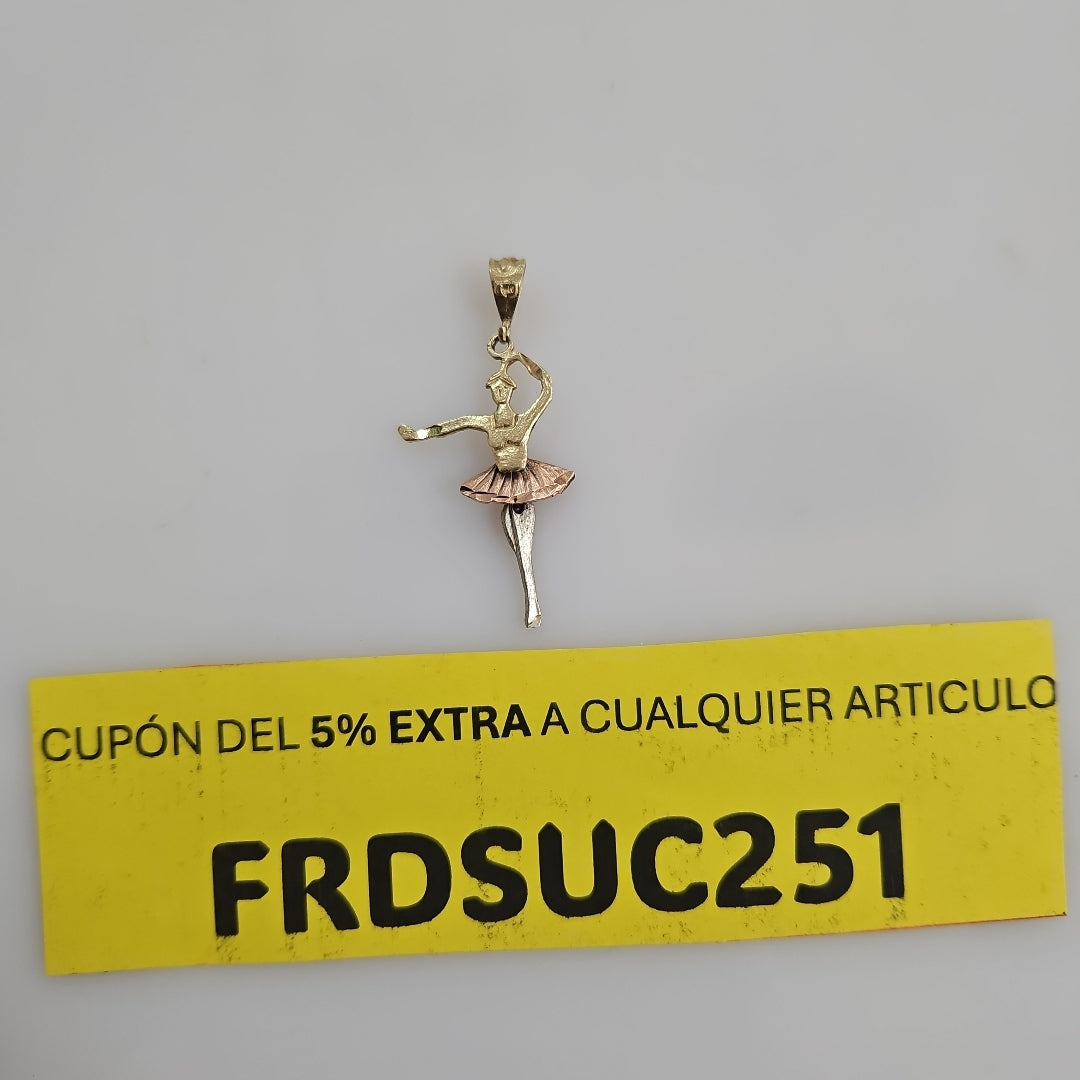 CUPÓN DEL 5% EXTRA A CUALQUIER ARTICULO
FRDSUC251